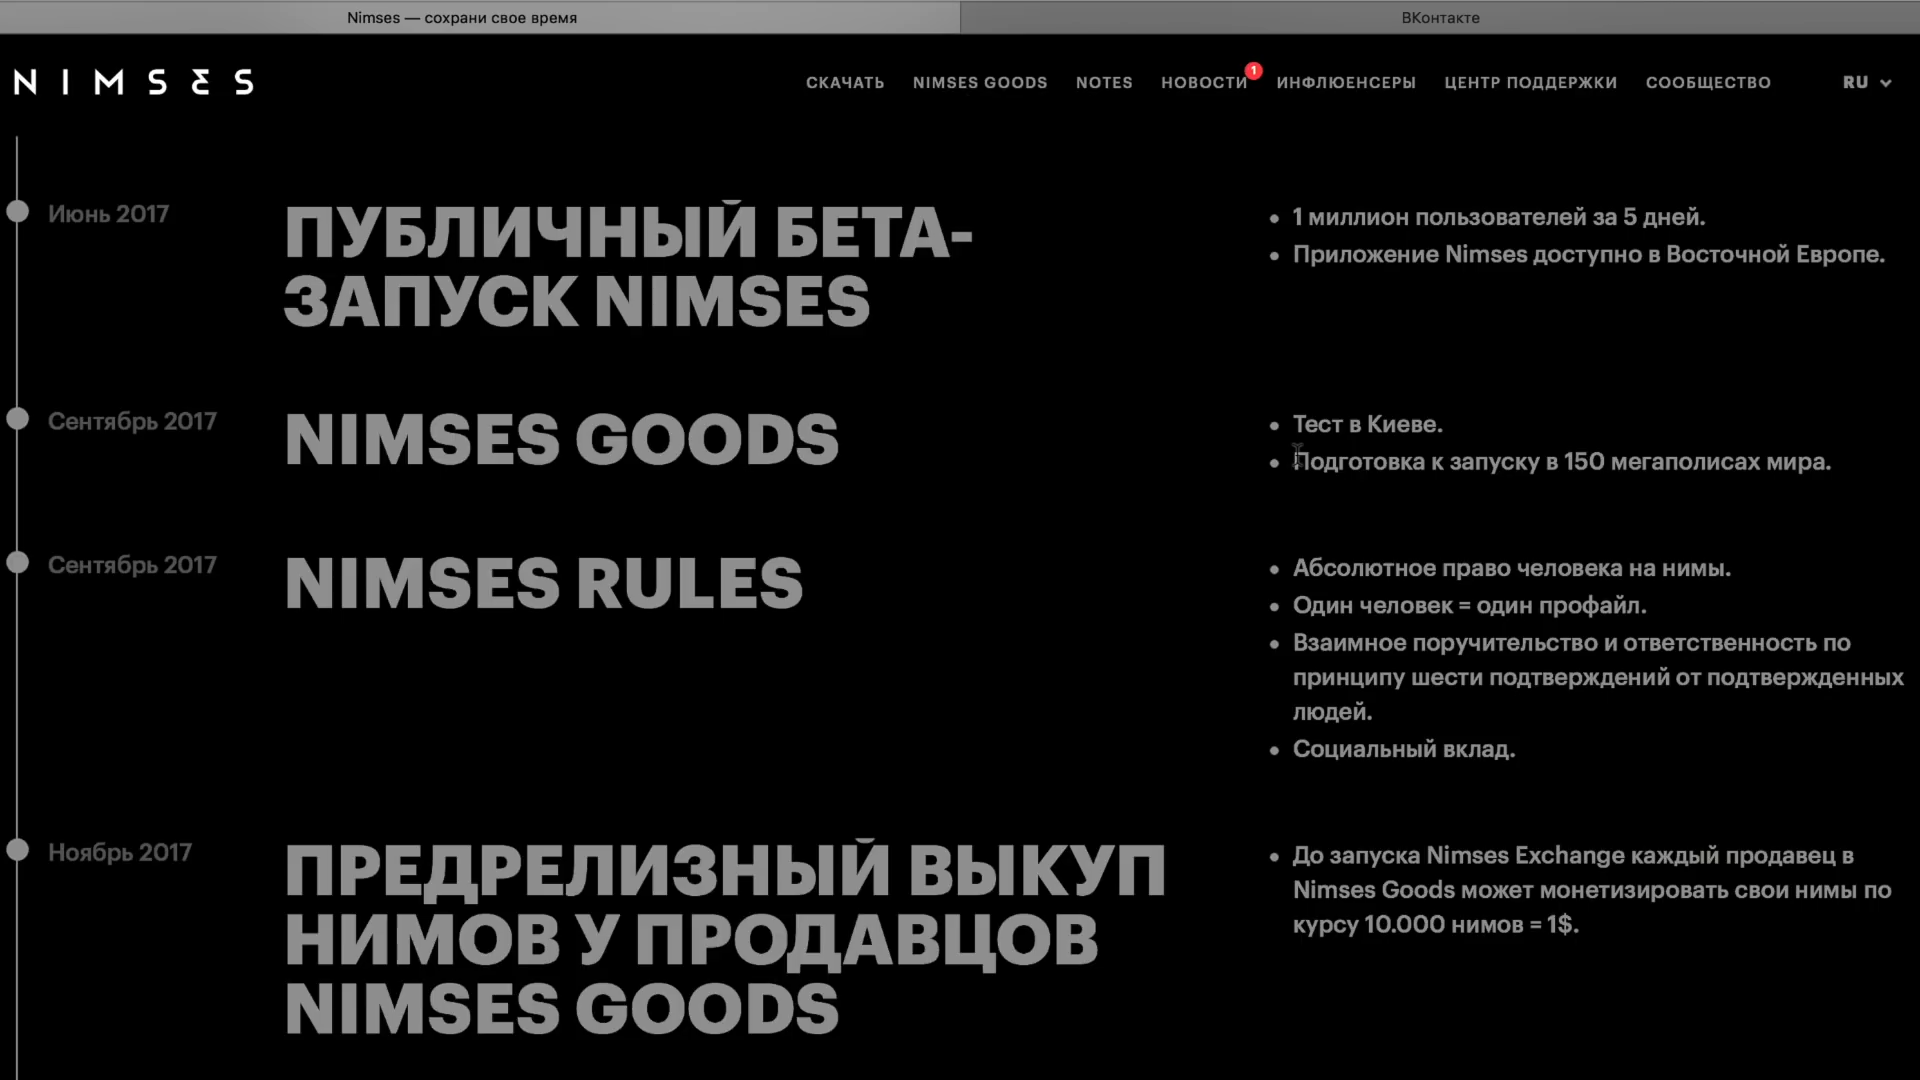 Nimses — сохрани свое время
ВКонтакте
NIMSES
СКАЧАТЬ
NIMSES GOODS
NOTES
НОВОСТИ
1
ИНФЛЮЕНСЕРЫ
ЦЕНТР ПОДДЕРЖКИ
СООБЩЕСТВО
RU
Июнь 2017
ПУБЛИЧНЫЙ БЕТА-
ЗАПУСК NIMSES
• 1 миллион пользователей за 5 дней.
• Приложение Nimses доступно в Восточной Европе.
Сентябрь 2017
NIMSES GOODS
• Тест в Киеве.
• Подготовка к запуску в 150 мегаполисах мира.
Сентябрь 2017
NIMSES RULES
• Абсолютное право человека на нимы.
• Один человек = один профайл.
• Взаимное поручительство и ответственность по
принципу шести подтверждений от подтвержденных
людей.
• Социальный вклад.
Ноябрь 2017
ПРЕДРЕЛИЗНЫЙ ВЫКУП
НИМОВ У ПРОДАВЦОВ
NIMSES GOODS
• До запуска Nimses Exchange каждый продавец в
Nimses Goods может монетизировать свои нимы по
курсу 10.000 нимов = 1$.